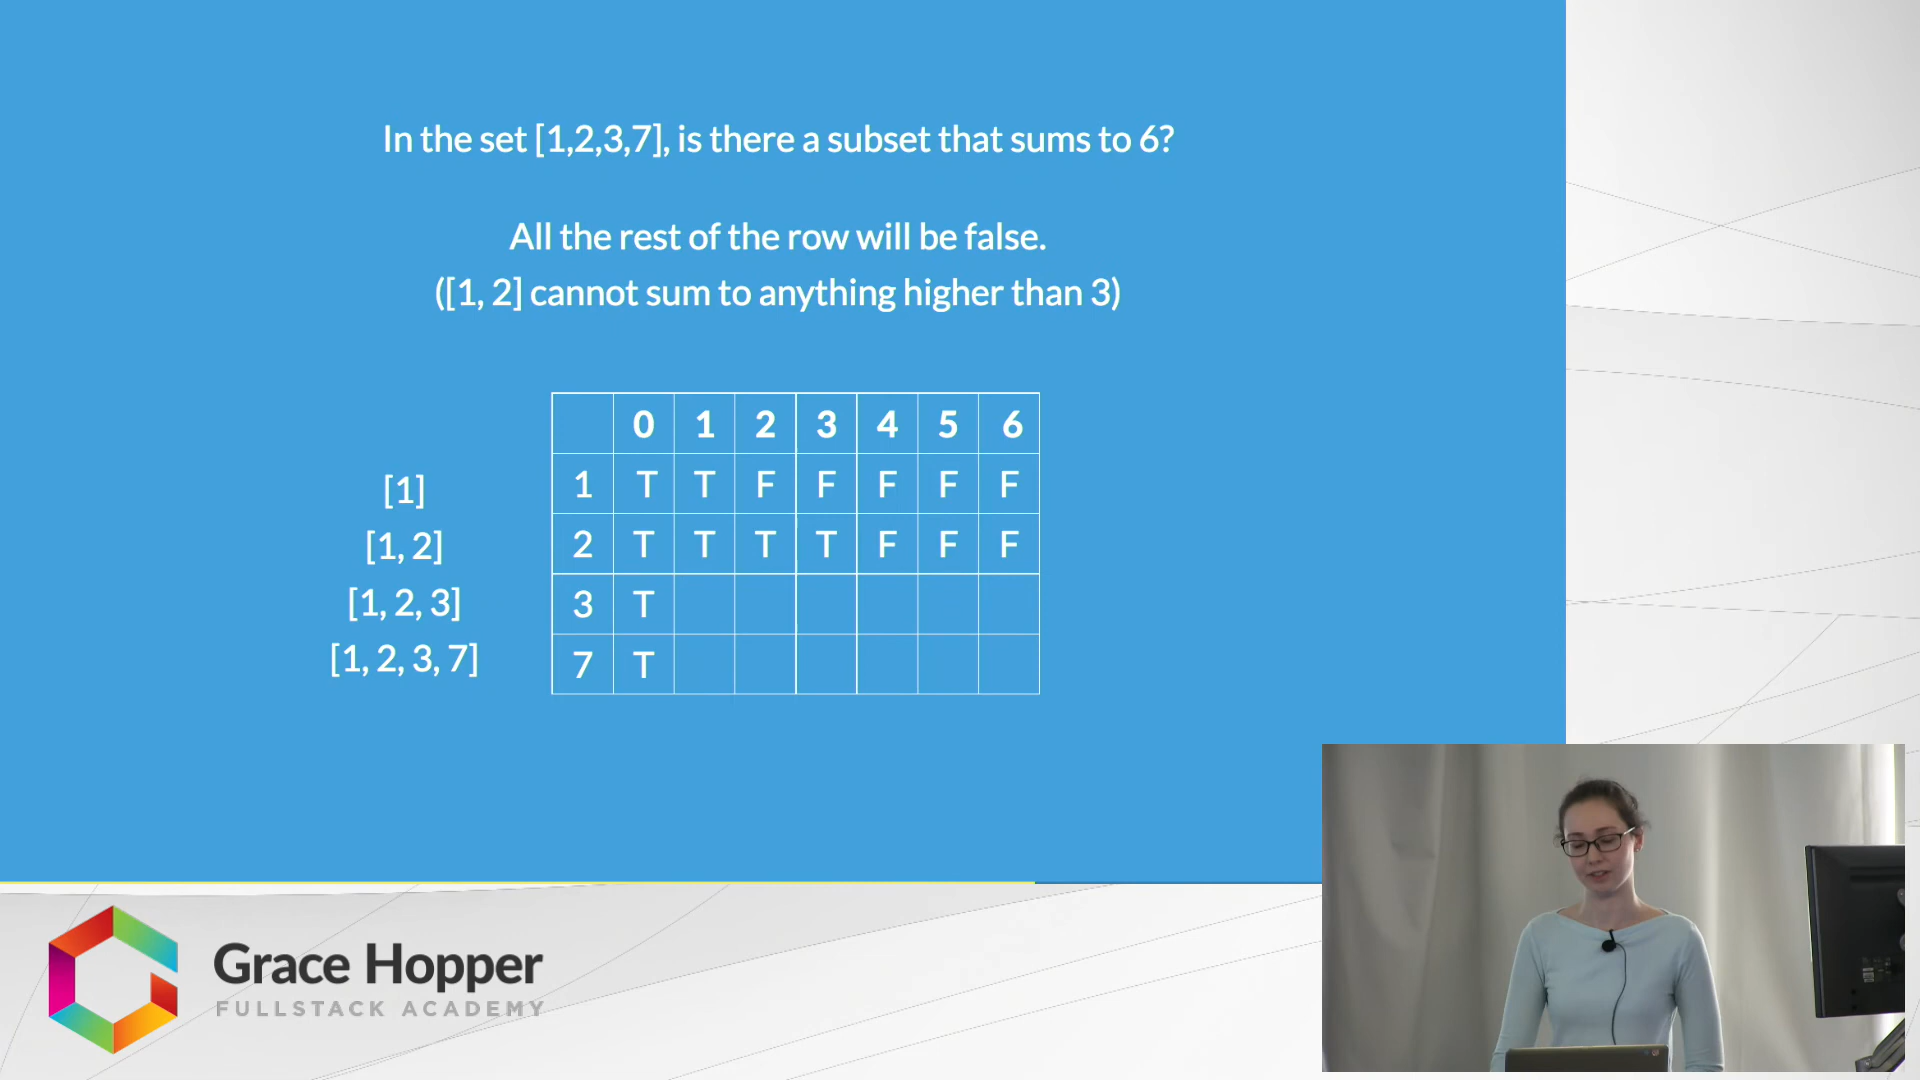 In the set [1,2,3,7], is there a subset that sums to 6?
All the rest of the row will be false.
([1, 2] cannot sum to anything higher than 3)
0 1 2 3 4 5 6
[1] 1 T T F F F F F
[1, 2] 2 T T T T F F F
[1, 2, 3] 3 T
[1, 2, 3, 7] 7 T
Grace Hopper
FULLSTACK ACADEMY